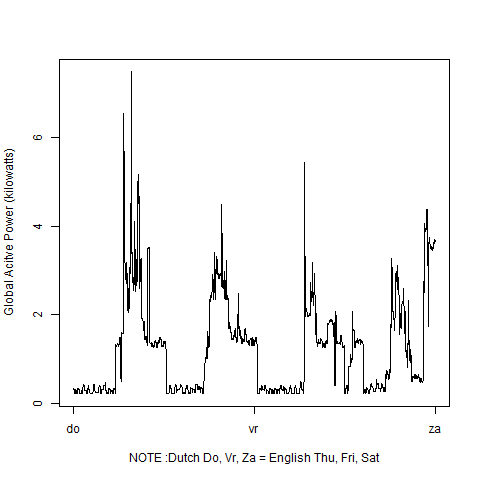 Global Acitve Power (kilowatts)
6
4
2
0
do vr za
NOTE :Dutch Do, Vr, Za = English Thu, Fri, Sat